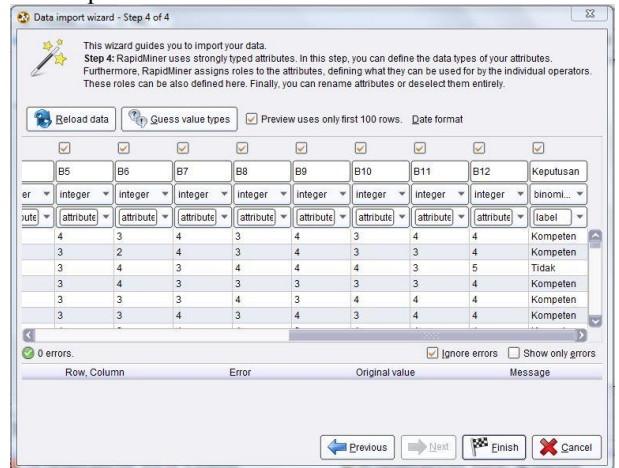 Data import wizard - Step 4 of 4
This wizard guides you to import your data.
Step 4: RapidMiner uses strongly typed attributes. In this step, you can define the data types of your attributes.
Furthermore, RapidMiner assigns roles to the attributes, defining what they can be used for by the individual operators.
These roles can be also defined here. Finally, you can rename attributes or deselect them entirely.
Reload data Guess value types Preview uses only first 100 rows. Date format
B5 B6 B7 B8 B9 B10 B11 B12 Keputusan
er integer integer integer integer integer integer integer integer binomi...
bute attribute attribute attribute attribute attribute attribute attribute attribute label
4 3 4 3 4 3 4 4 Kompeten
3 2 4 3 4 3 3 4 Kompeten
3 4 3 4 4 4 3 5 Tidak
3 4 3 3 3 3 4 4 Kompeten
3 3 3 4 3 4 4 4 Kompeten
3 4 3 4 3 3 4 4 Kompeten
0 errors. Ignore errors Show only errors
Row, Column Error Original value Message
Previous Next Finish Cancel